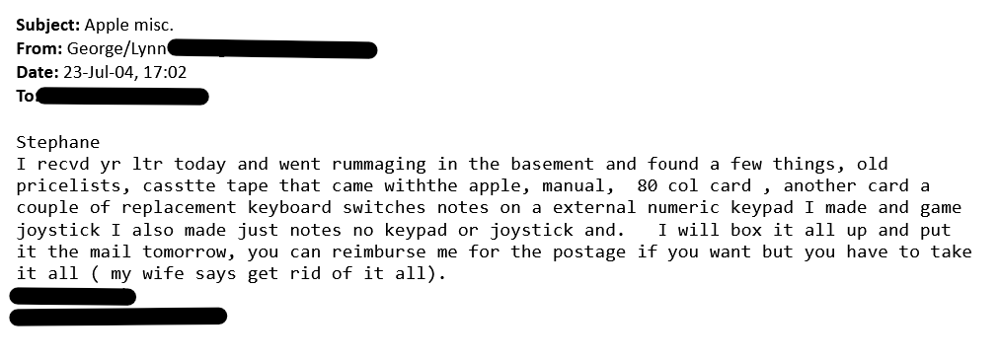 Subject: Apple misc.
From: George/Lynn
Date: 23-Jul-04, 17:02
To:
Stephane
I recvd yr ltr today and went rummaging in the basement and found a few things, old
pricelists, casstte tape that came withthe apple, manual,  80 col card , another card a
couple of replacement keyboard switches notes on a external numeric keypad I made and game
joystick I also made just notes no keypad or joystick and.   I will box it all up and put
it the mail tomorrow, you can reimburse me for the postage if you want but you have to take
it all ( my wife says get rid of it all).